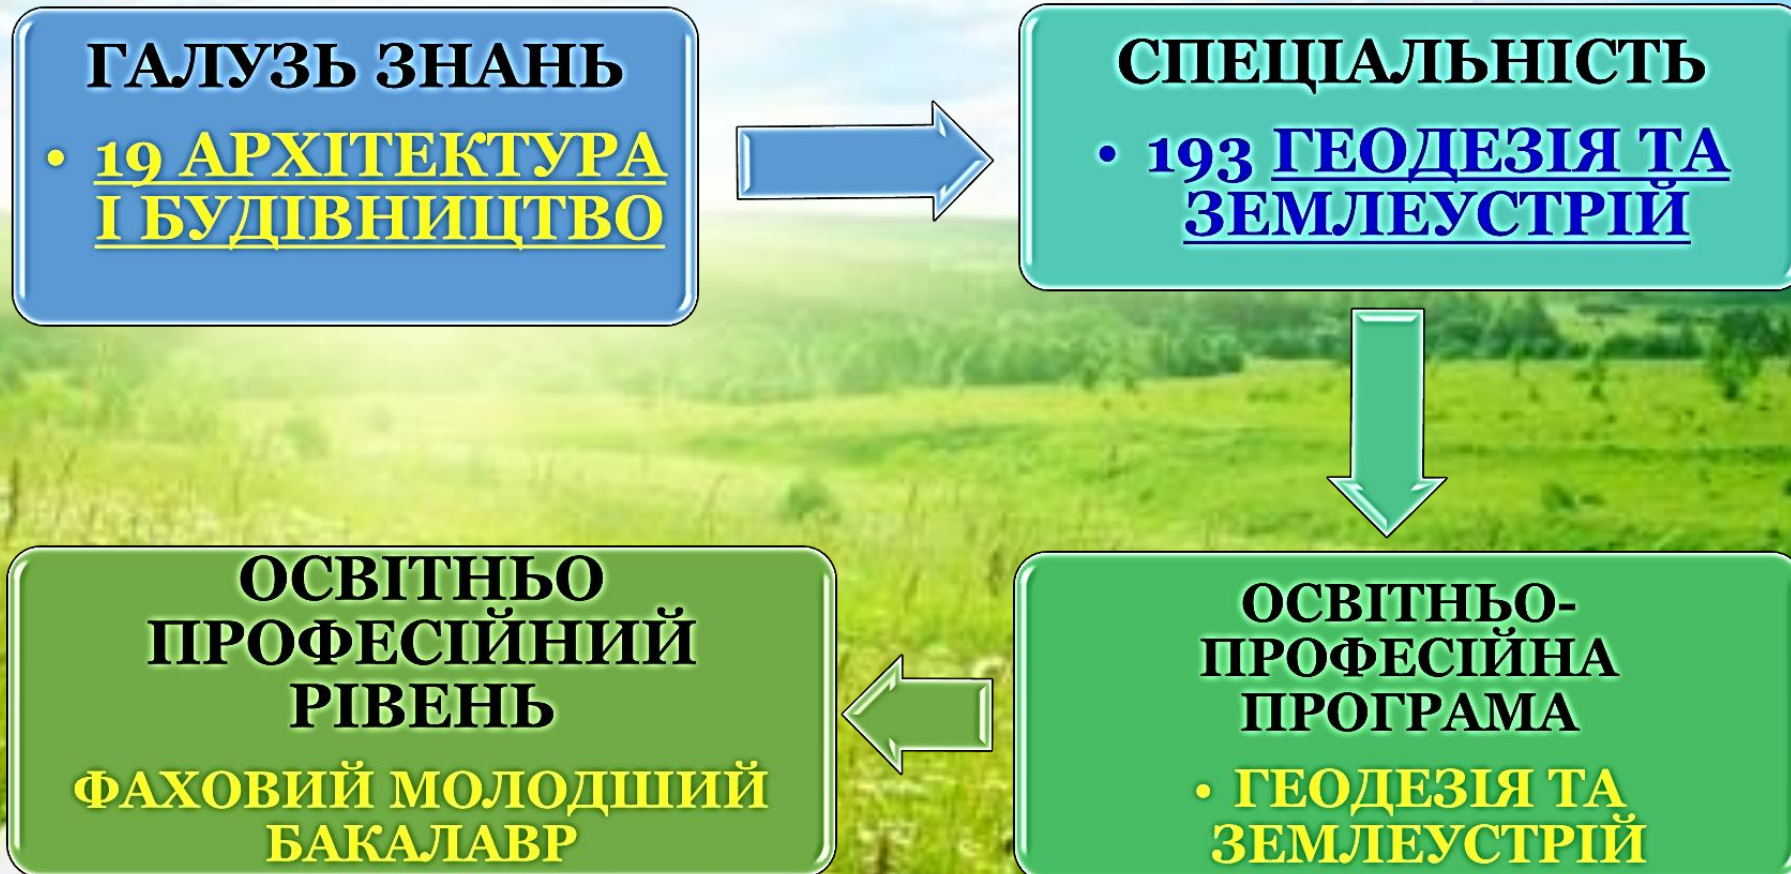 ГАЛУЗЬ ЗНАНЬ
• 19 АРХІТЕКТУРА
І БУДІВНИЦТВО
СПЕЦІАЛЬНІСТЬ
• 193 ГЕОДЕЗІЯ ТА
ЗЕМЛЕУСТРІЙ
ОСВІТНЬО-
ПРОФЕСІЙНА
ПРОГРАМА
• ГЕОДЕЗІЯ ТА
ЗЕМЛЕУСТРІЙ
ОСВІТНЬО
ПРОФЕСІЙНИЙ
РІВЕНЬ
ФАХОВИЙ МОЛОДШИЙ
БАКАЛАВР